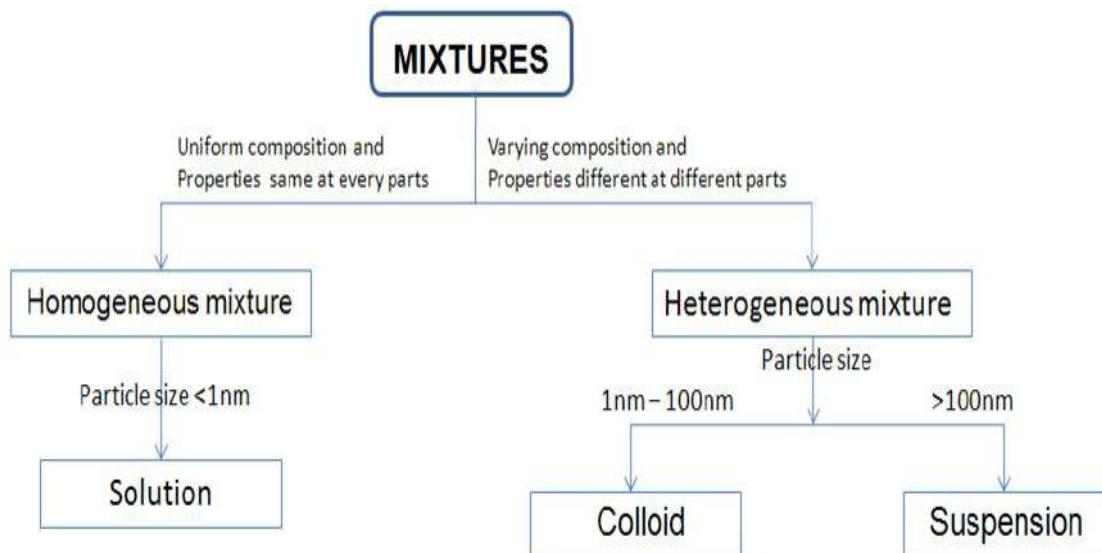 MIXTURES
Uniform composition and
Properties same at every parts
Varying composition and
Properties different at different parts
Homogeneous mixture
Heterogeneous mixture
Particle size <1nm
Particle size
1nm – 100nm
>100nm
Solution
Colloid
Suspension